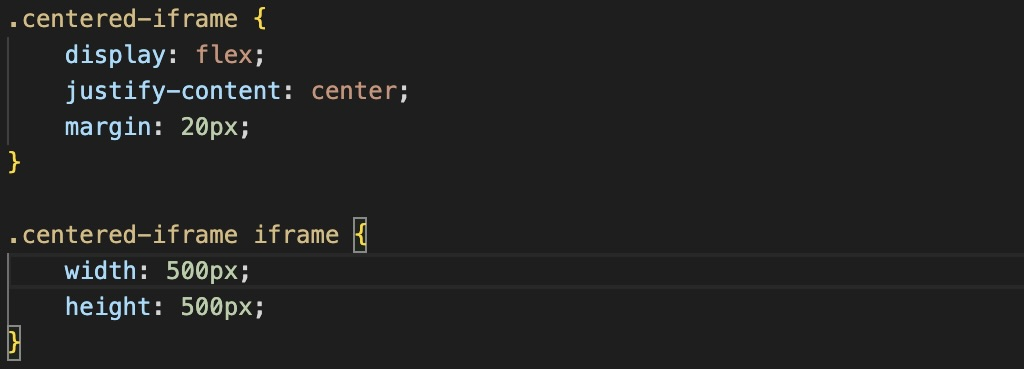 .centered-iframe {
    display: flex;
    justify-content: center;
    margin: 20px;
}
.centered-iframe iframe {
    width: 500px;
    height: 500px;
}